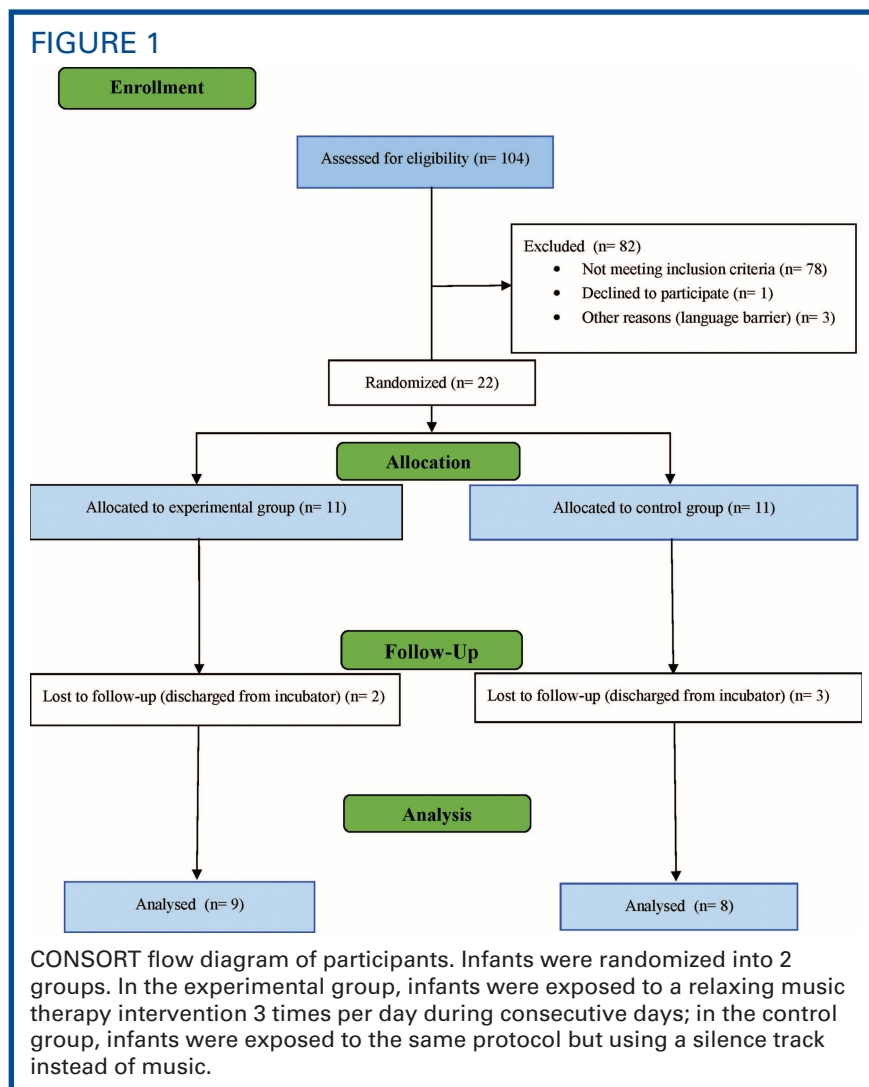 FIGURE 1
Enrollment
Assessed for eligibility (n= 104)
Excluded (n= 82)
• Not meeting inclusion criteria (n= 78)
• Declined to participate (n= 1)
• Other reasons (language barrier) (n= 3)
Randomized (n= 22)
Allocation
Allocated to experimental group (n= 11)
Allocated to control group (n= 11)
Follow-Up
Lost to follow-up (discharged from incubator) (n= 2)
Lost to follow-up (discharged from incubator) (n= 3)
Analysis
Analysed (n= 9)
Analysed (n= 8)
CONSORT flow diagram of participants. Infants were randomized into 2
groups. In the experimental group, infants were exposed to a relaxing music
therapy intervention 3 times per day during consecutive days; in the control
group, infants were exposed to the same protocol but using a silence track
instead of music.